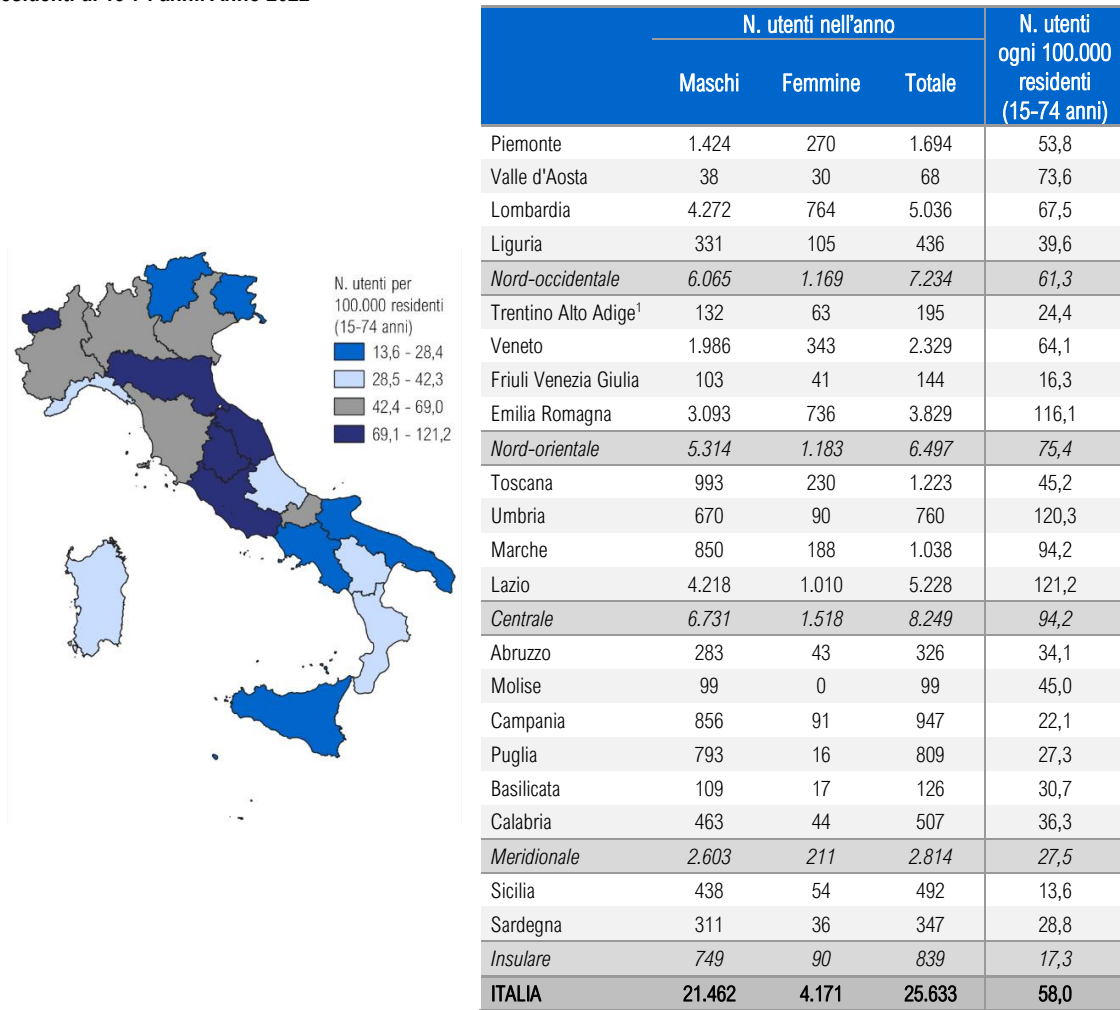 N. utenti nell'anno
N. utenti ogni 100.000 residenti (15-74 anni)
Maschi Femmine Totale
Piemonte 1.424 270 1.694 53,8
Valle d'Aosta 38 30 68 73,6
Lombardia 4.272 764 5.036 67,5
Liguria 331 105 436 39,6
Nord-occidentale 6.065 1.169 7.234 61,3
Trentino Alto Adige¹ 132 63 195 24,4
Veneto 1.986 343 2.329 64,1
Friuli Venezia Giulia 103 41 144 16,3
Emilia Romagna 3.093 736 3.829 116,1
Nord-orientale 5.314 1.183 6.497 75,4
Toscana 993 230 1.223 45,2
Umbria 670 90 760 120,3
Marche 850 188 1.038 94,2
Lazio 4.218 1.010 5.228 121,2
Centrale 6.731 1.518 8.249 94,2
Abruzzo 283 43 326 34,1
Molise 99 0 99 45,0
Campania 856 91 947 22,1
Puglia 793 16 809 27,3
Basilicata 109 17 126 30,7
Calabria 463 44 507 36,3
Meridionale 2.603 211 2.814 27,5
Sicilia 438 54 492 13,6
Sardegna 311 36 347 28,8
Insulare 749 90 839 17,3
ITALIA 21.462 4.171 25.633 58,0
N. utenti per
100.000 residenti
(15-74 anni)
13,6 - 28,4
28,5 - 42,3
42,4 - 69,0
69,1 - 121,2